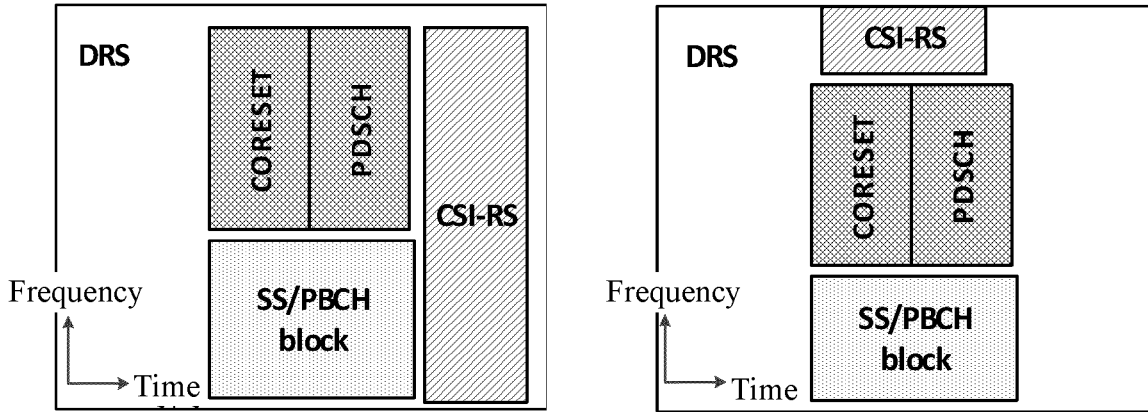 DRS
CORESET
PDSCH
CSI-RS
SS/PBCH
block
Frequency
Time
DRS
CSI-RS
CORESET
PDSCH
SS/PBCH
block
Frequency
Time